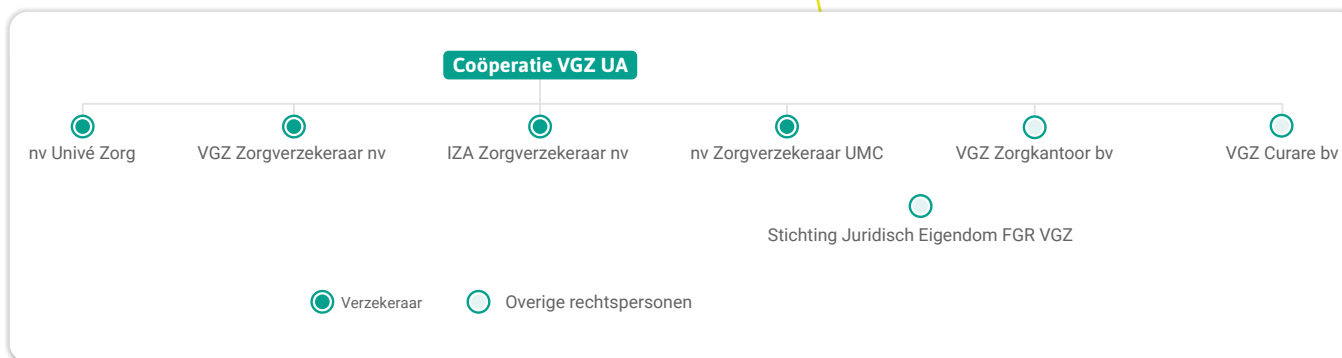 Coöperatie VGZ UA
nv Univé Zorg
VGZ Zorgverzekeraar nv
IZA Zorgverzekeraar nv
nv Zorgverzekeraar UMC
VGZ Zorgkantoor bv
VGZ Curare bv
Stichting Juridisch Eigendom FGR VGZ
Verzekeraar
Overige rechtspersonen